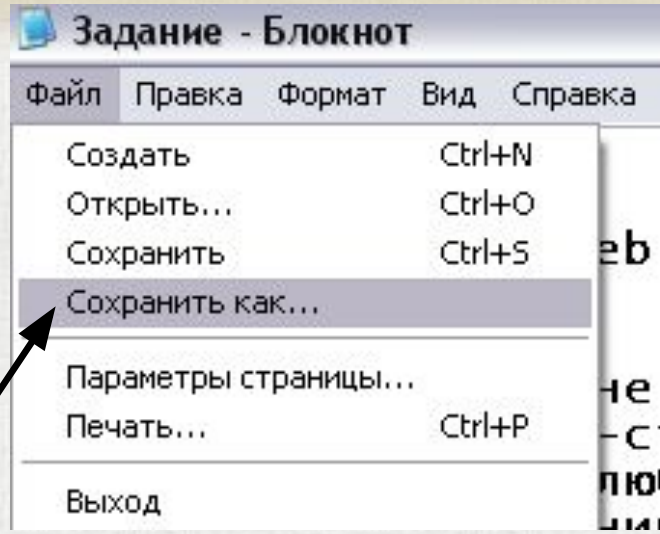 Задание - Блокнот
Файл Правка Формат Вид Справка
Создать Ctrl+N
Открыть... Ctrl+O
Сохранить Ctrl+S
Сохранить как...
Параметры страницы...
Печать... Ctrl+P
Выход